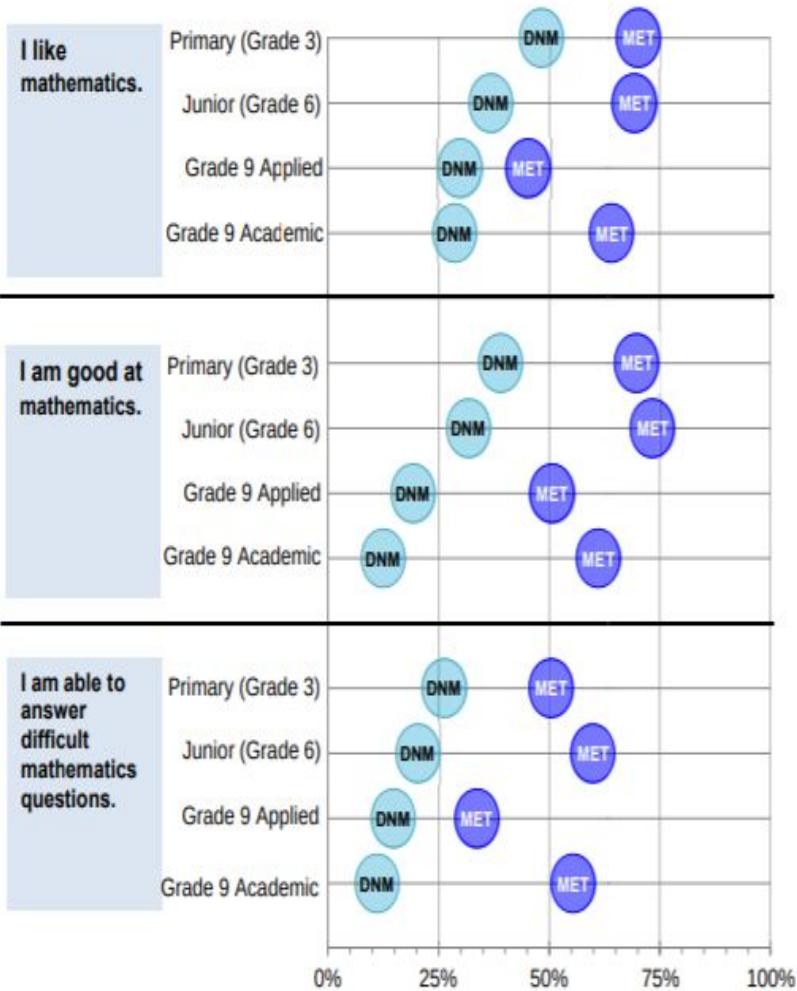 I like
mathematics.
Primary (Grade 3) DNM MET
Junior (Grade 6) DNM MET
Grade 9 Applied DNM MET
Grade 9 Academic DNM MET
I am good at
mathematics.
Primary (Grade 3) DNM MET
Junior (Grade 6) DNM MET
Grade 9 Applied DNM MET
Grade 9 Academic DNM MET
I am able to
answer
difficult
mathematics
questions.
Primary (Grade 3) DNM MET
Junior (Grade 6) DNM MET
Grade 9 Applied DNM MET
Grade 9 Academic DNM MET
0% 25% 50% 75% 100%